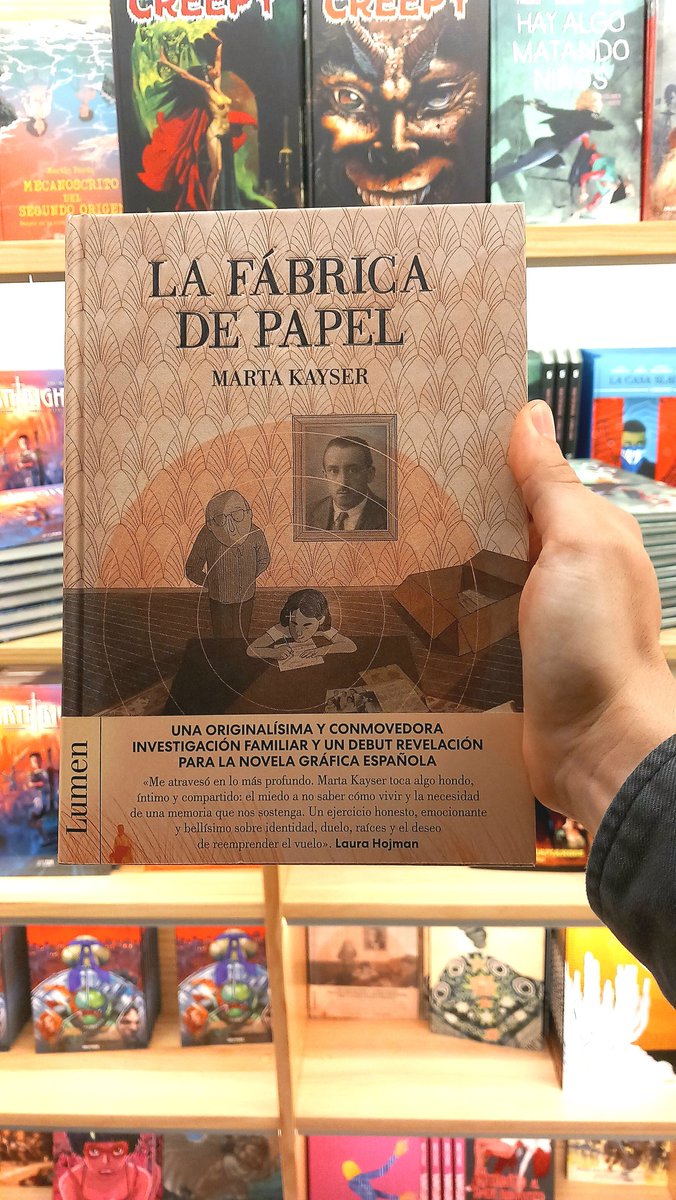 CREEPY
CREEPY
HAY ALGO
MATANDO
NIÑOS
MECANOSCRITO
DEL
SEGUNDO ORIGEN
LA FÁBRICA
DE PAPEL
MARTA KAYSER
UNA ORIGINALÍSIMA Y CONMOVEDORA
INVESTIGACIÓN FAMILIAR Y UN DEBUT REVELACIÓN
PARA LA NOVELA GRÁFICA ESPAÑOLA
«Me atravesó en lo más profundo. Marta Kayser toca algo hondo,
íntimo y compartido: el miedo a no saber cómo vivir y la necesidad
de una memoria que nos sostenga. Un ejercicio honesto, emocionante
y bellísimo sobre identidad, duelo, raíces y el deseo
de reemprender el vuelo». Laura Hojman
Lumen
LA CASA